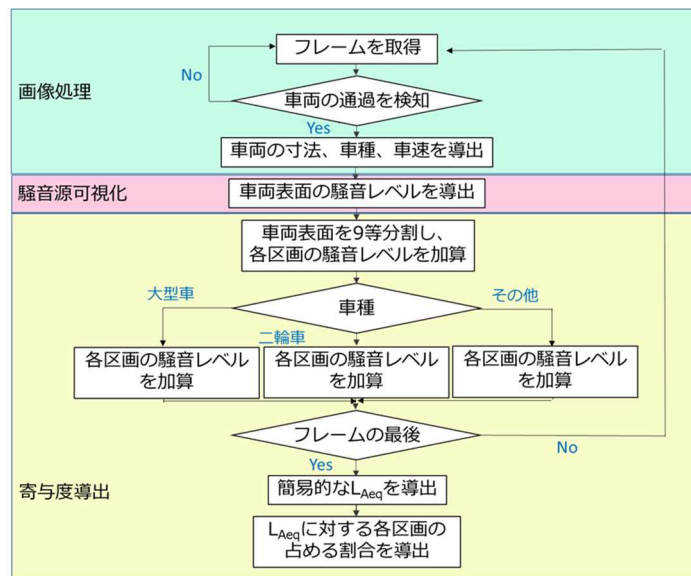 フレームを取得
No
画像処理
車両の通過を検知
Yes
車両の寸法、車種、車速を導出
騒音源可視化
車両表面の騒音レベルを導出
車両表面を9等分割し、
各区画の騒音レベルを加算
大型車
車種
その他
二輪車
各区画の騒音レベル
を加算
各区画の騒音レベル
を加算
各区画の騒音レベル
を加算
フレームの最後
No
Yes
寄与度導出
簡易的なLAeqを導出
LAeqに対する各区画の
占める割合を導出